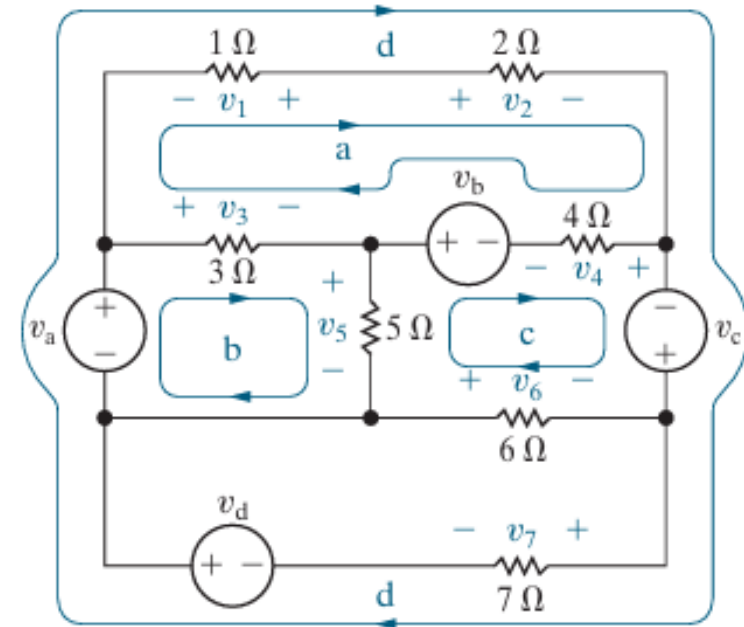 d
1 Ω 2 Ω
− v1 + + v2 −
a
vb
+ v3 − + − 4 Ω
3 Ω − v4 +
va + − + v5 − 5 Ω − + vc
b c
+ v6 −
6 Ω
vd
+ − − v7 +
d 7 Ω